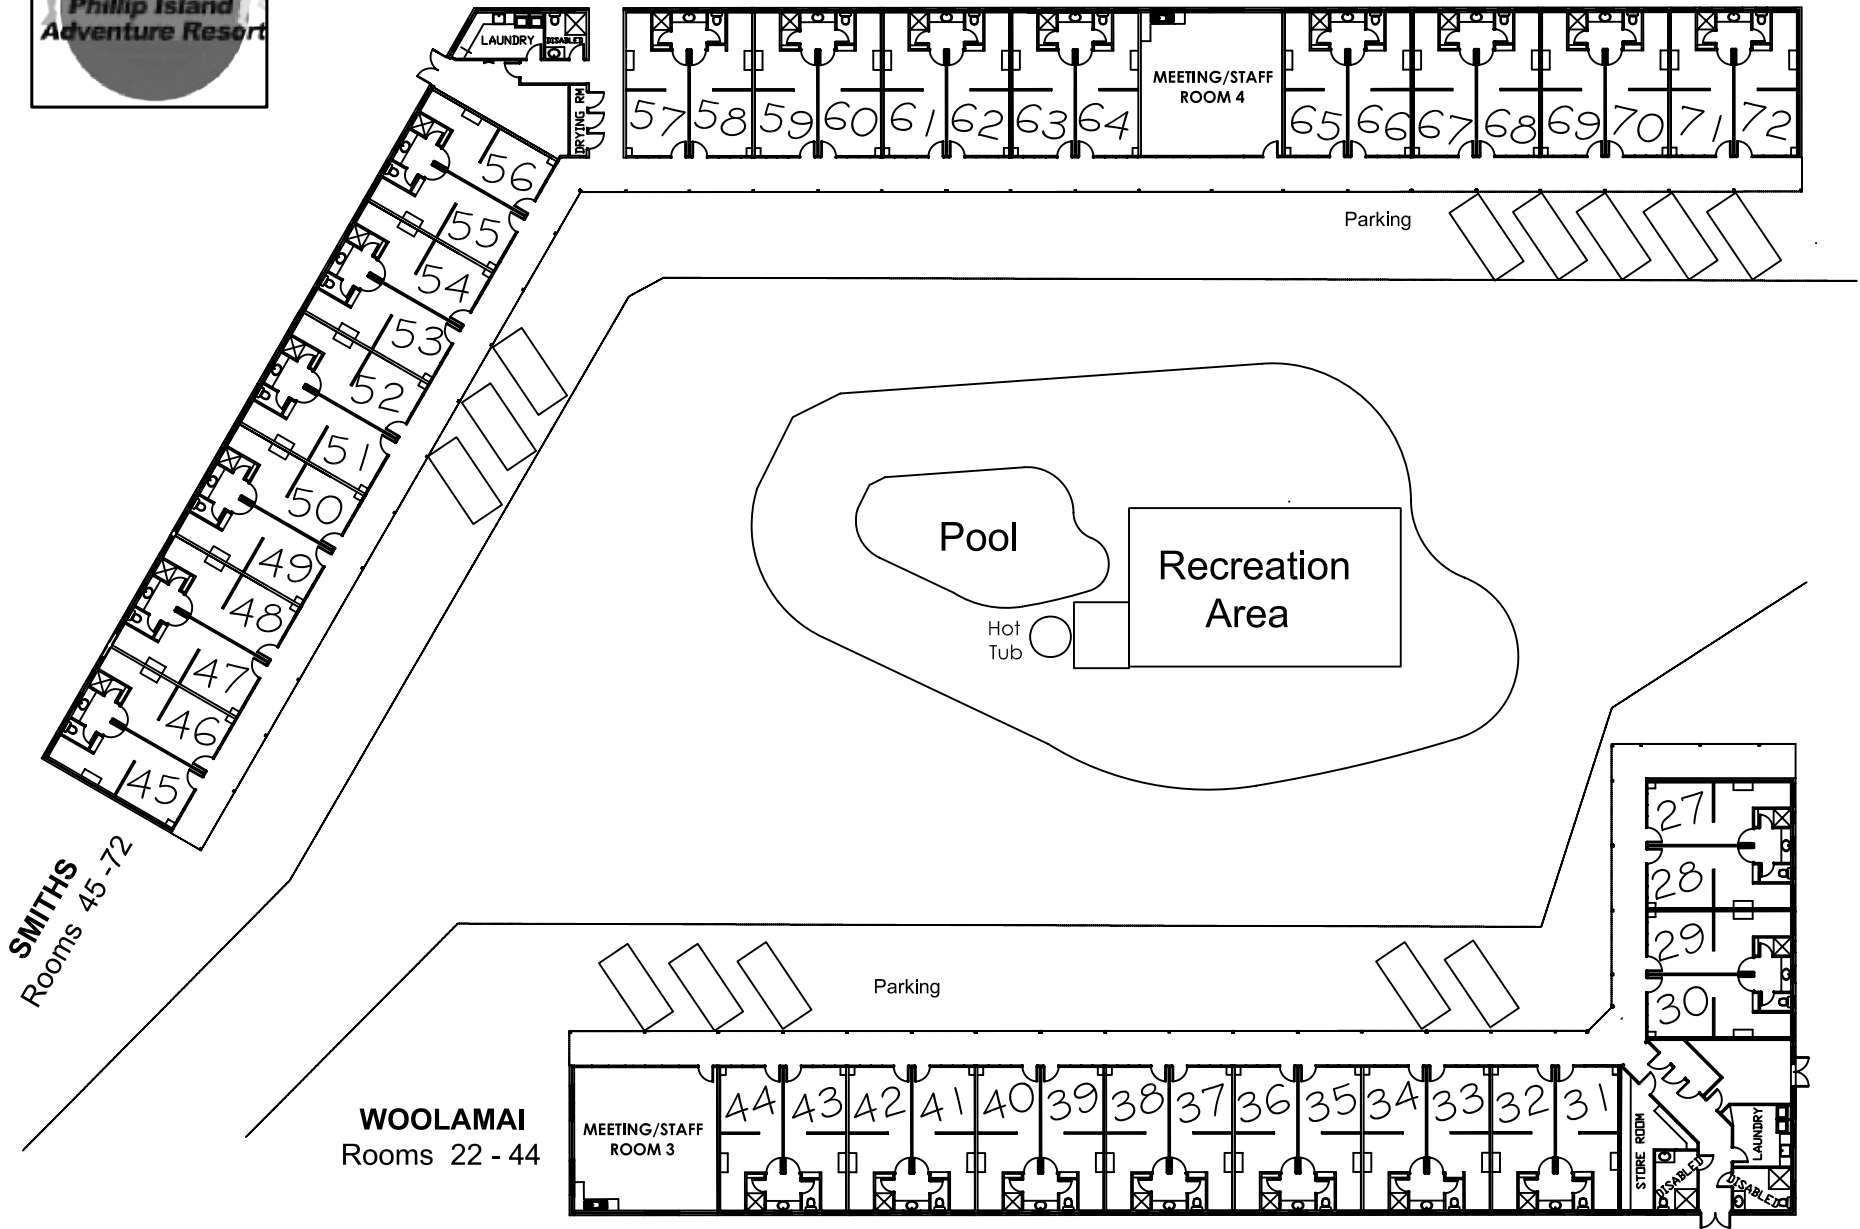 Phillip Island
Adventure Resort
LAUNDRY
DISABLED
DRYING RM
57 58 59 60 61 62 63 64
MEETING/STAFF
ROOM 4
65 66 67 68 69 70 71 72
Parking
56
55
54
53
52
51
50
49
48
47
46
45
SMITHS
Rooms 45 -72
Pool
Recreation
Area
Hot
Tub
27
28
29
30
Parking
WOOLAMAI
Rooms 22 - 44
MEETING/STAFF
ROOM 3
44 43 42 41 40 39 38 37 36 35 34 33 32 31
STORE ROOM
DISABLED
LAUNDRY
DISABLED